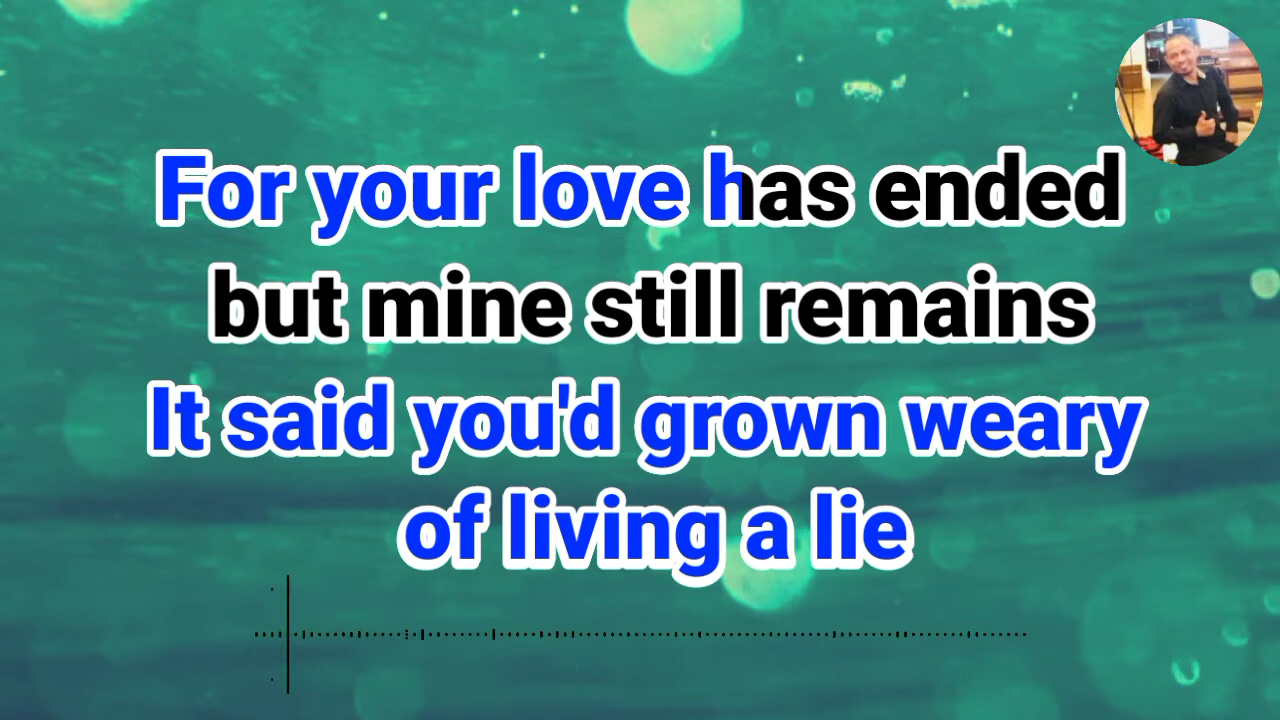 For your love has ended
but mine still remains
It said you'd grown weary
of living a lie